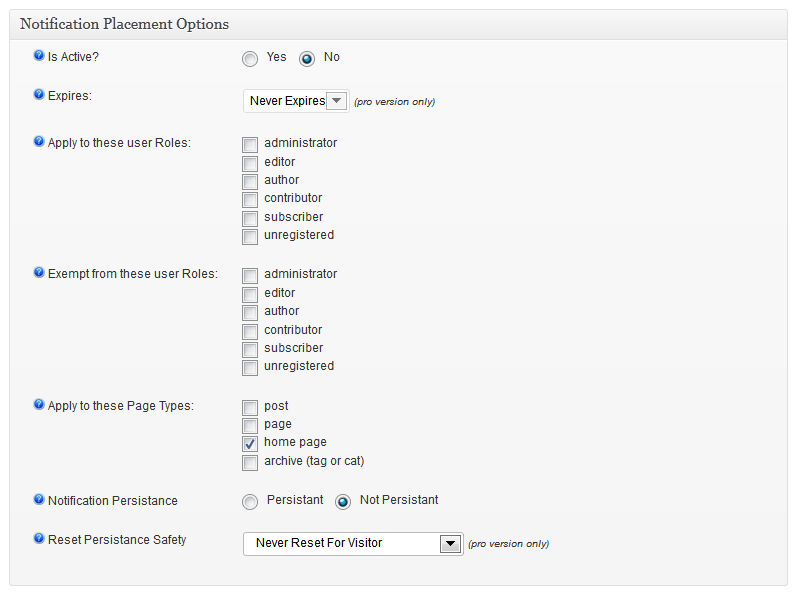 Notification Placement Options
Is Active? Yes No
Expires: Never Expires (pro version only)
Apply to these user Roles: administrator
editor
author
contributor
subscriber
unregistered
Exempt from these user Roles: administrator
editor
author
contributor
subscriber
unregistered
Apply to these Page Types: post
page
home page
archive (tag or cat)
Notification Persistance Persistant Not Persistant
Reset Persistance Safety Never Reset For Visitor (pro version only)